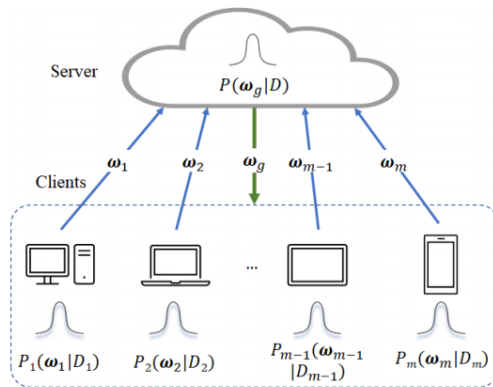 Server
P(ω_g|D)
ω_1 ω_2 ω_g ω_{m−1} ω_m
Clients
...
P_1(ω_1|D_1) P_2(ω_2|D_2) P_{m−1}(ω_{m−1} P_m(ω_m|D_m)
|D_{m−1})